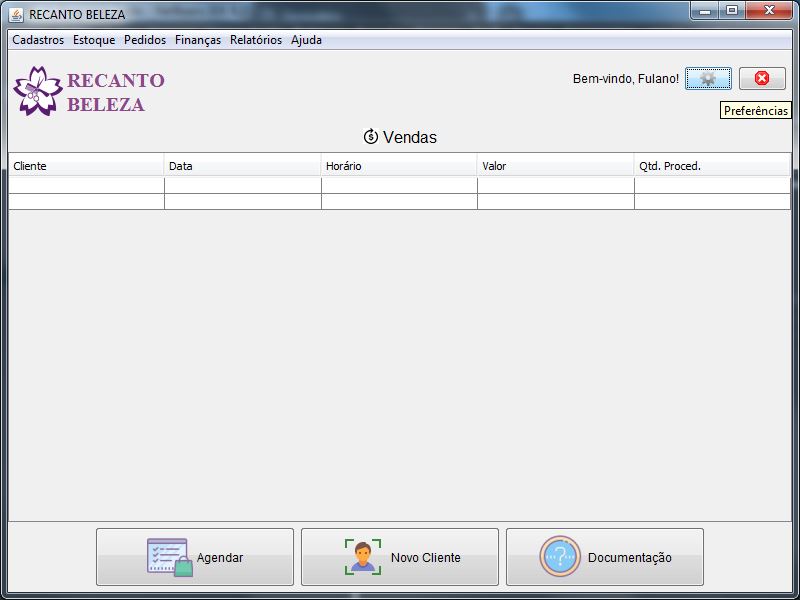 RECANTO BELEZA
Cadastros Estoque Pedidos Finanças Relatórios Ajuda
RECANTO
BELEZA
Bem-vindo, Fulano!
Preferências
Vendas
Cliente Data Horário Valor Qtd. Proced.
Agendar Novo Cliente Documentação